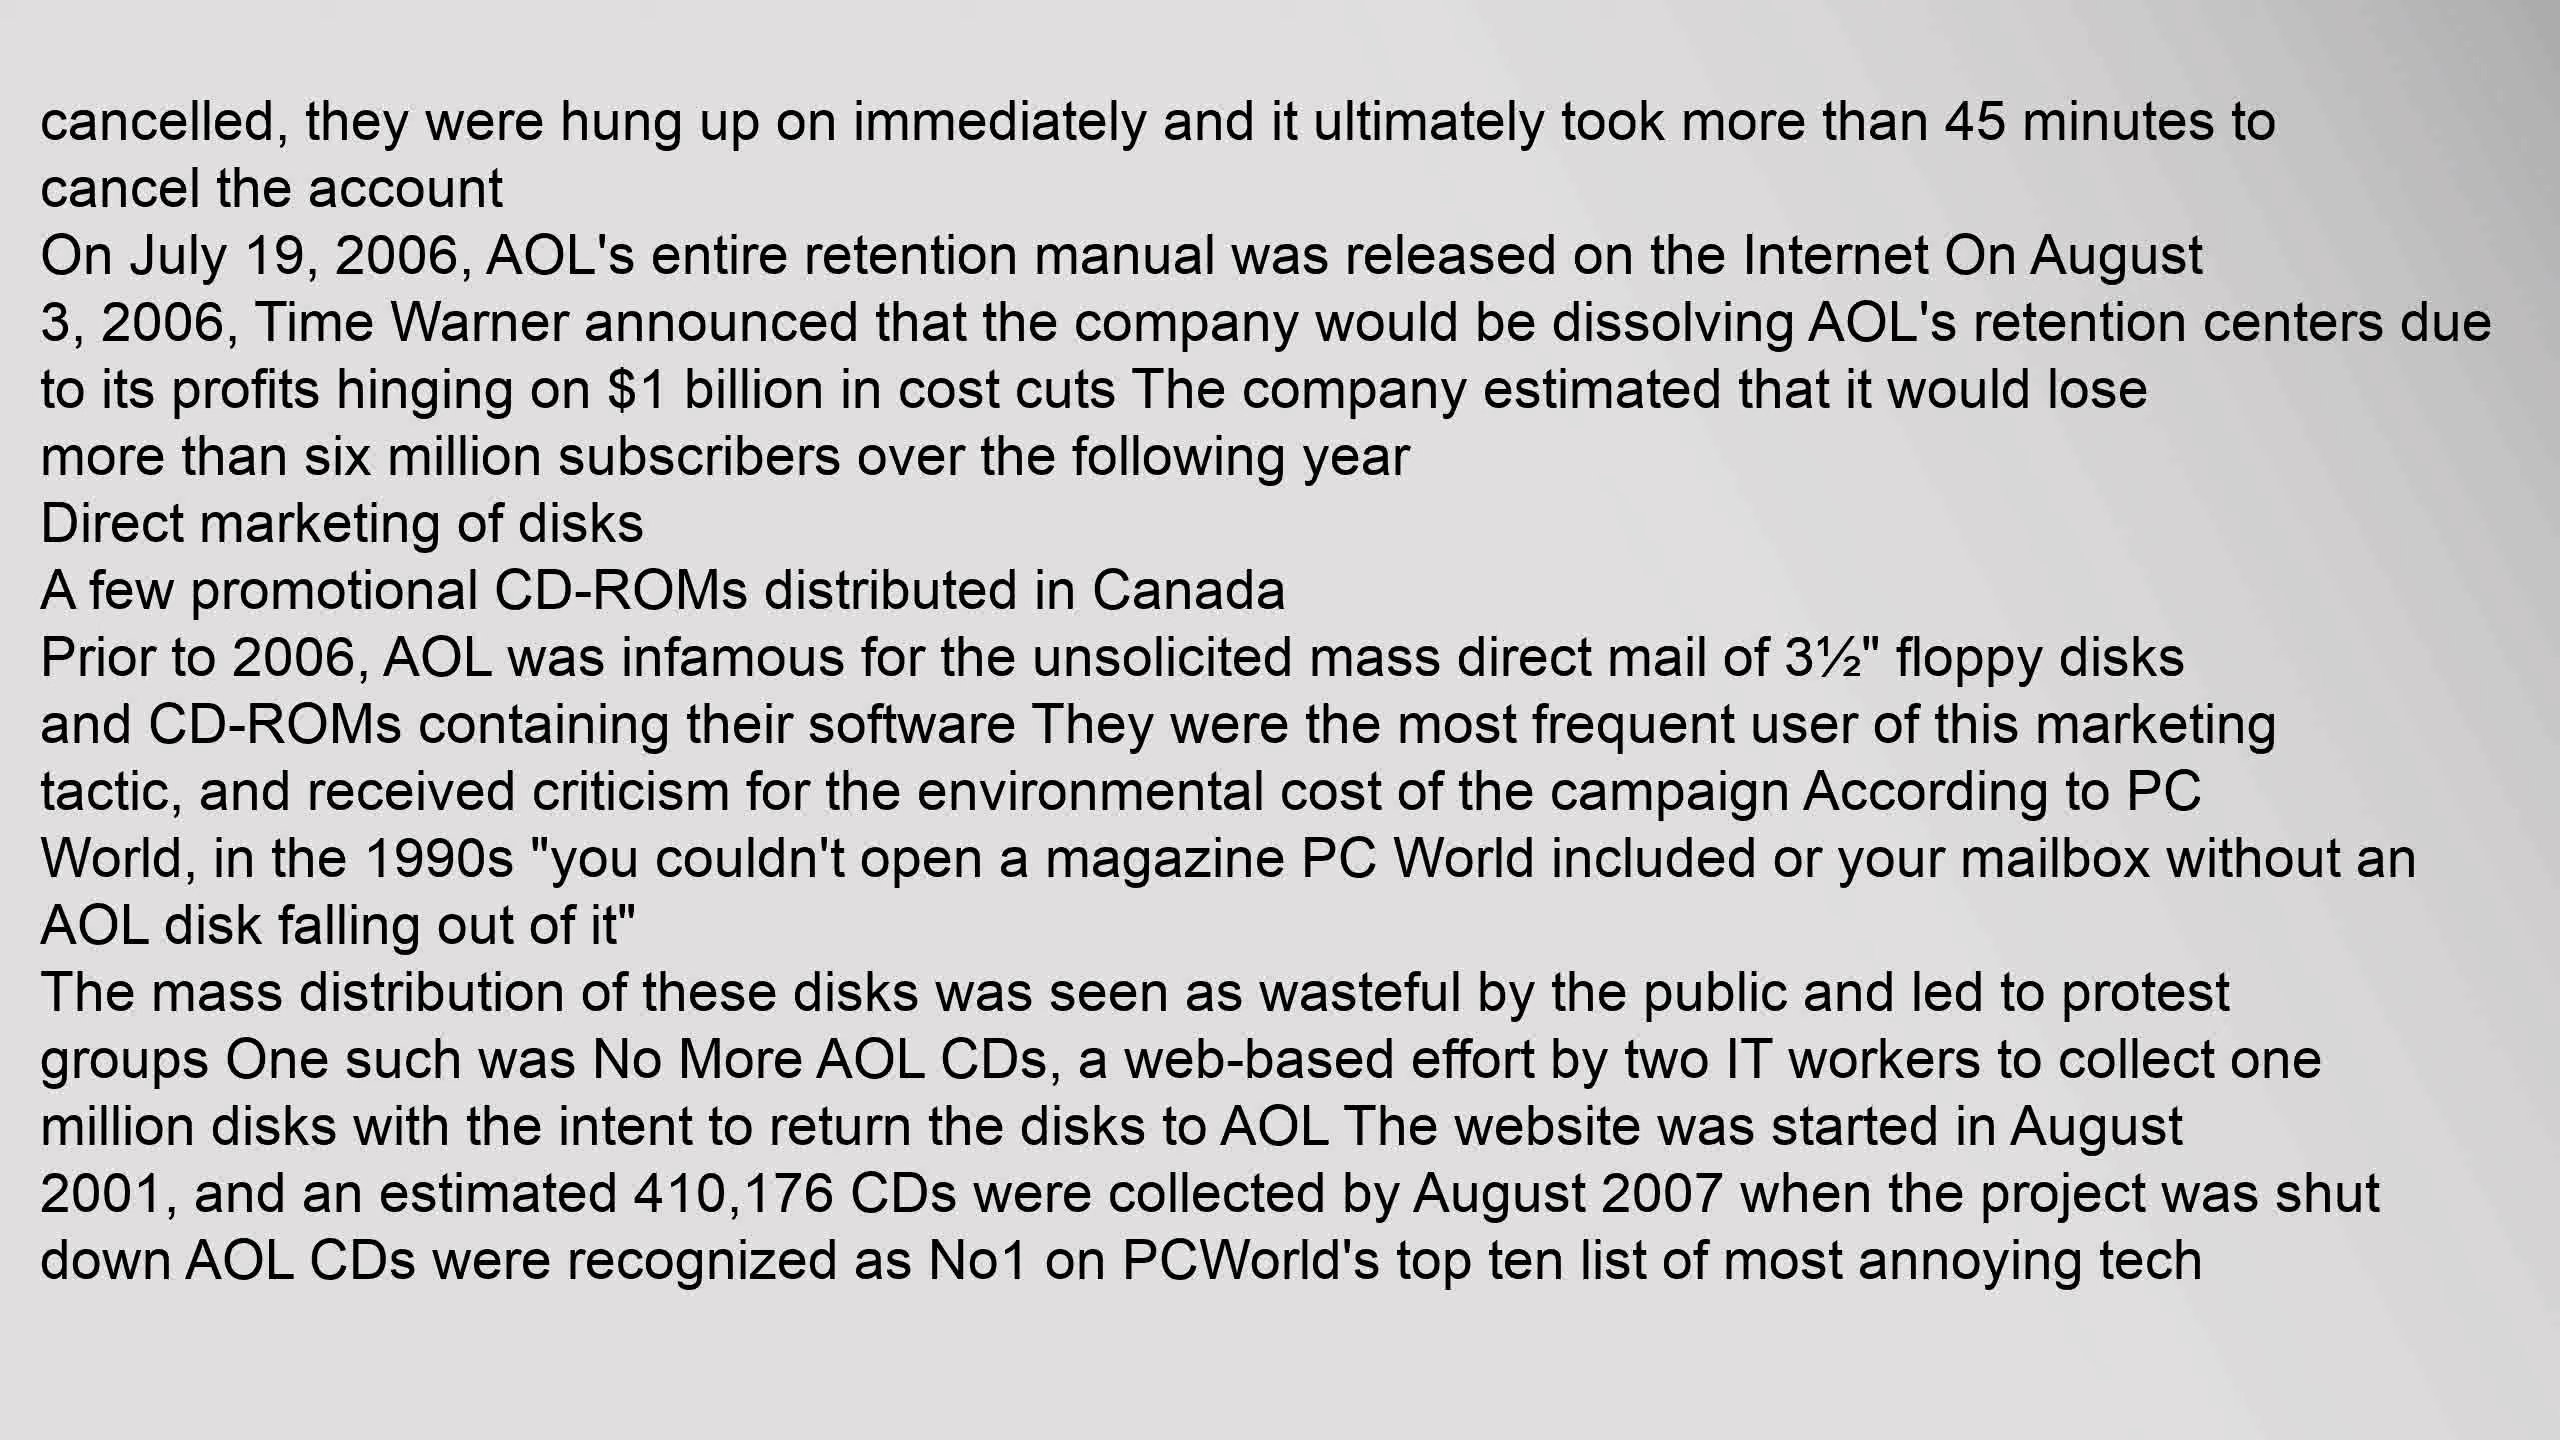 cancelled, they were hung up on immediately and it ultimately took more than 45 minutes to
cancel the account
On July 19, 2006, AOL's entire retention manual was released on the Internet On August
3, 2006, Time Warner announced that the company would be dissolving AOL's retention centers due
to its profits hinging on $1 billion in cost cuts The company estimated that it would lose
more than six million subscribers over the following year
Direct marketing of disks
A few promotional CD-ROMs distributed in Canada
Prior to 2006, AOL was infamous for the unsolicited mass direct mail of 3½" floppy disks
and CD-ROMs containing their software They were the most frequent user of this marketing
tactic, and received criticism for the environmental cost of the campaign According to PC
World, in the 1990s "you couldn't open a magazine PC World included or your mailbox without an
AOL disk falling out of it"
The mass distribution of these disks was seen as wasteful by the public and led to protest
groups One such was No More AOL CDs, a web-based effort by two IT workers to collect one
million disks with the intent to return the disks to AOL The website was started in August
2001, and an estimated 410,176 CDs were collected by August 2007 when the project was shut
down AOL CDs were recognized as No1 on PCWorld's top ten list of most annoying tech